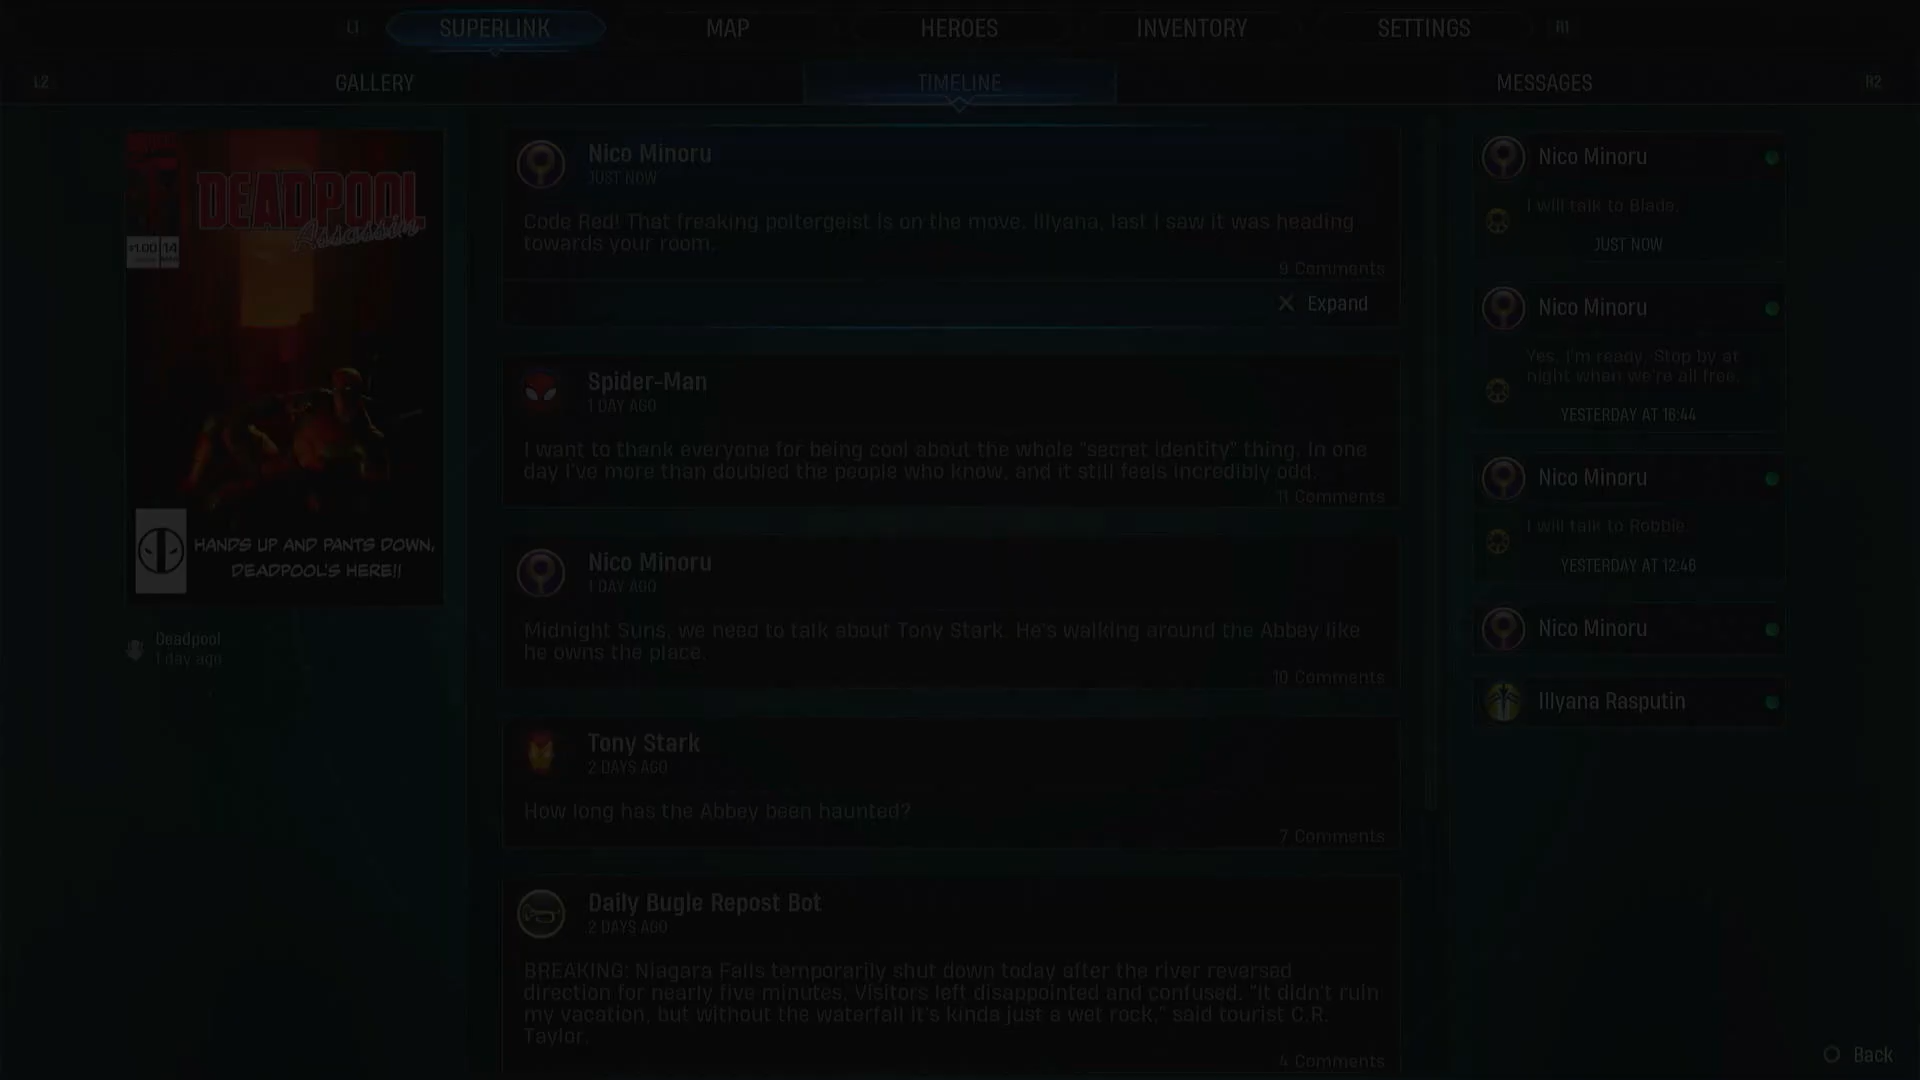 L1
SUPERLINK
MAP
HEROES
INVENTORY
SETTINGS
R1
L2
GALLERY
TIMELINE
MESSAGES
R2
DEADPOOL
Assassin
$1.00 14
HANDS UP AND PANTS DOWN,
DEADPOOL'S HERE!!
Deadpool
1 day ago
Nico Minoru
JUST NOW
Code Red! That freaking poltergeist is on the move. Illyana, last I saw it was heading
towards your room.
9 Comments
Expand
Spider-Man
1 DAY AGO
I want to thank everyone for being cool about the whole "secret identity" thing. In one
day I've more than doubled the people who know, and it still feels incredibly odd.
11 Comments
Nico Minoru
1 DAY AGO
Midnight Suns, we need to talk about Tony Stark. He's walking around the Abbey like
he owns the place.
10 Comments
Tony Stark
2 DAYS AGO
How long has the Abbey been haunted?
7 Comments
Daily Bugle Repost Bot
2 DAYS AGO
BREAKING: Niagara Falls temporarily shut down today after the river reversed
direction for nearly five minutes. Visitors left disappointed and confused. "It didn't ruin
my vacation, but without the waterfall it's kinda just a wet rock," said tourist C.R.
Taylor.
4 Comments
Nico Minoru
I will talk to Blade.
JUST NOW
Nico Minoru
Yes, I'm ready. Stop by at
night when we're all free.
YESTERDAY AT 16:44
Nico Minoru
I will talk to Robbie.
YESTERDAY AT 12:46
Nico Minoru
Illyana Rasputin
Back